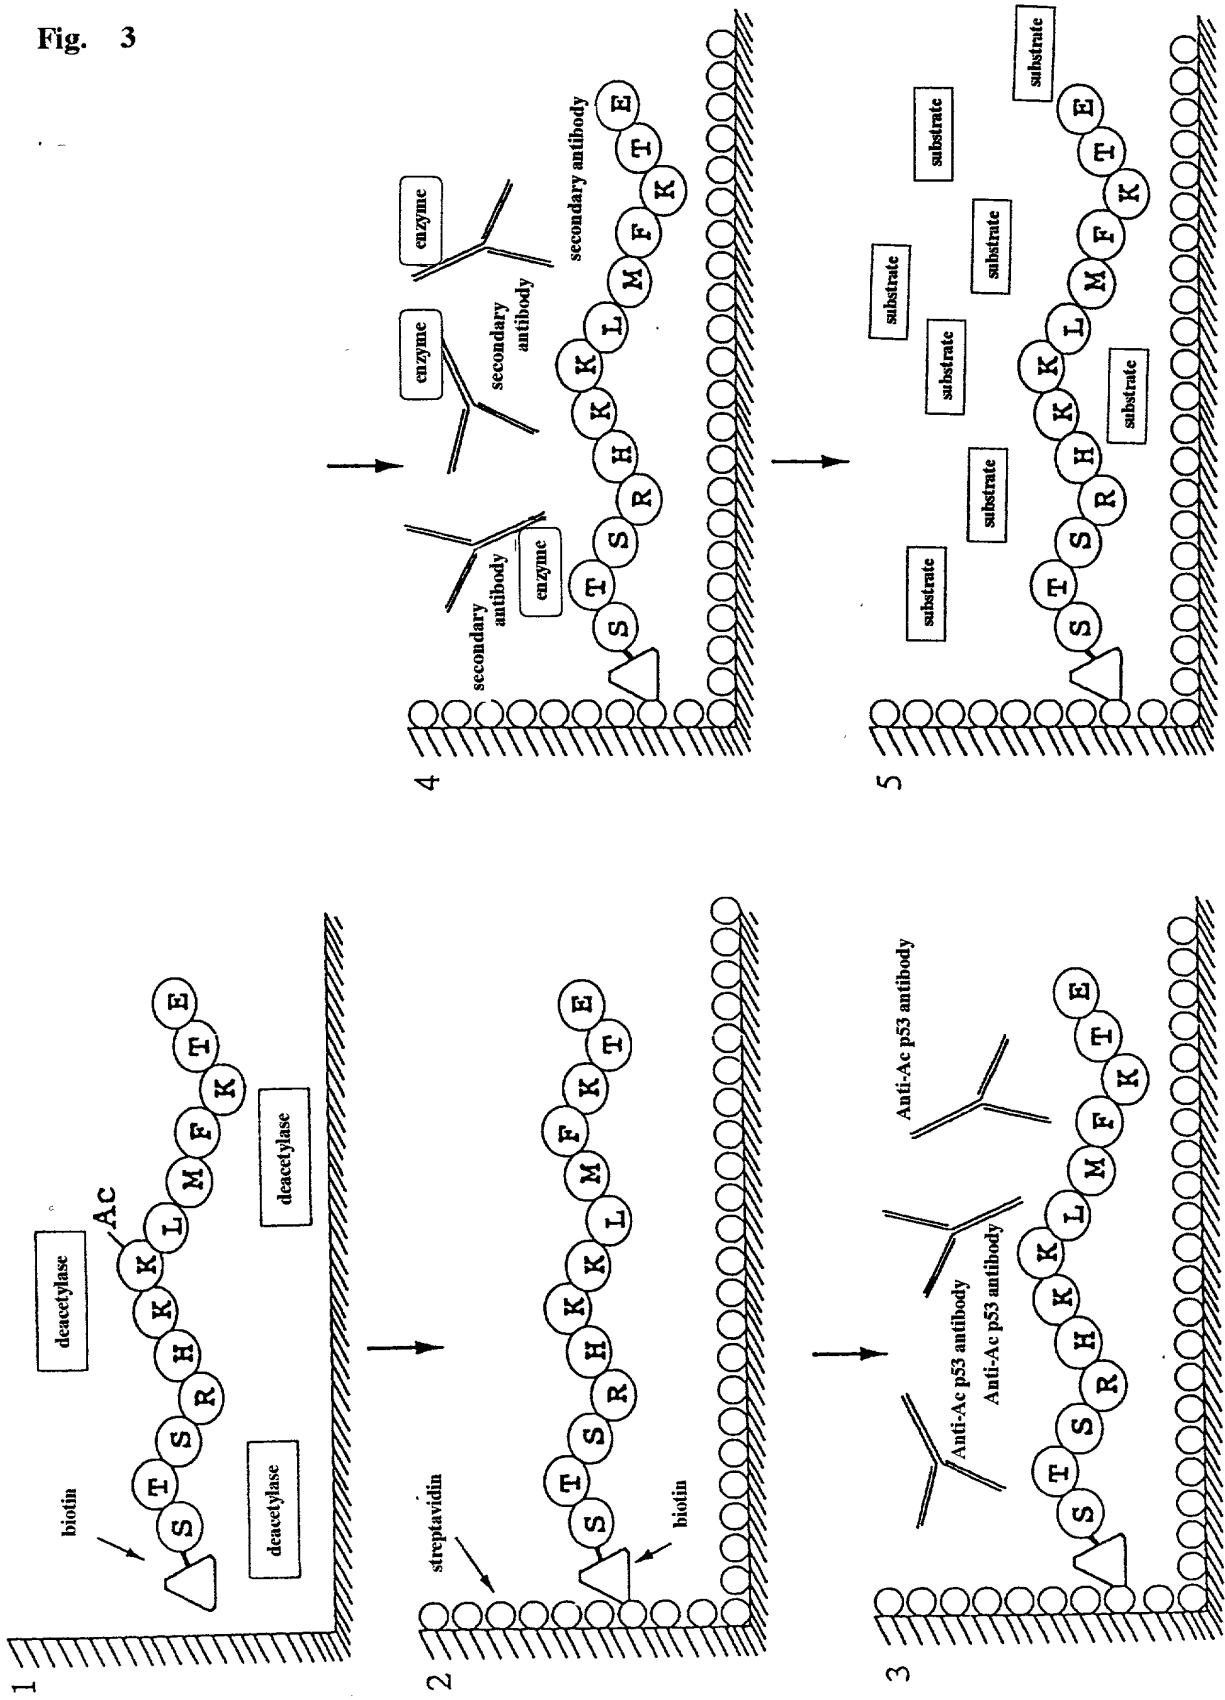 Fig. 3
1
deacetylase
Ac
biotin
S T S R H K K L M F K T E
deacetylase
deacetylase
2
streptavidin
S T S R H K K L M F K T E
biotin
3
Anti-Ac p53 antibody
Anti-Ac p53 antibody
Anti-Ac p53 antibody
S T S R H K K L M F K T E
4
enzyme
enzyme
secondary
antibody
secondary
antibody
enzyme
secondary antibody
S T S R H K K L M F K T E
5
substrate
substrate
substrate
substrate
substrate
substrate
substrate
S T S R H K K L M F K T E
substrate